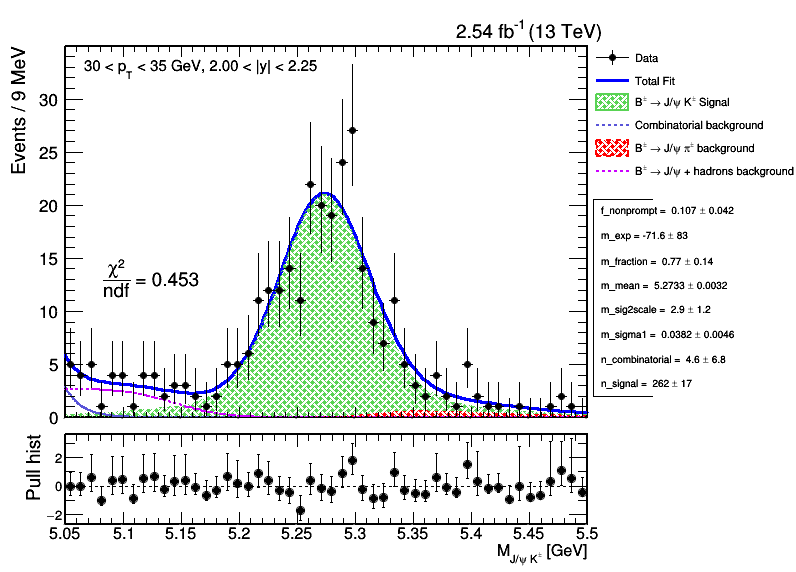 2.54 fb⁻¹ (13 TeV)
Events / 9 MeV
30 < p_T < 35 GeV, 2.00 < |y| < 2.25
35
30
25
20
15
10
5
0
χ²/ndf = 0.453
Data
Total Fit
B± → J/ψ K± Signal
Combinatorial background
B± → J/ψ π± background
B± → J/ψ + hadrons background
f_nonprompt = 0.107 ± 0.042
m_exp = -71.6 ± 83
m_fraction = 0.77 ± 0.14
m_mean = 5.2733 ± 0.0032
m_sig2scale = 2.9 ± 1.2
m_sigma1 = 0.0382 ± 0.0046
n_combinatorial = 4.6 ± 6.8
n_signal = 262 ± 17
Pull hist
2
0
−2
5.05 5.1 5.15 5.2 5.25 5.3 5.35 5.4 5.45 5.5
M_J/ψ K± [GeV]